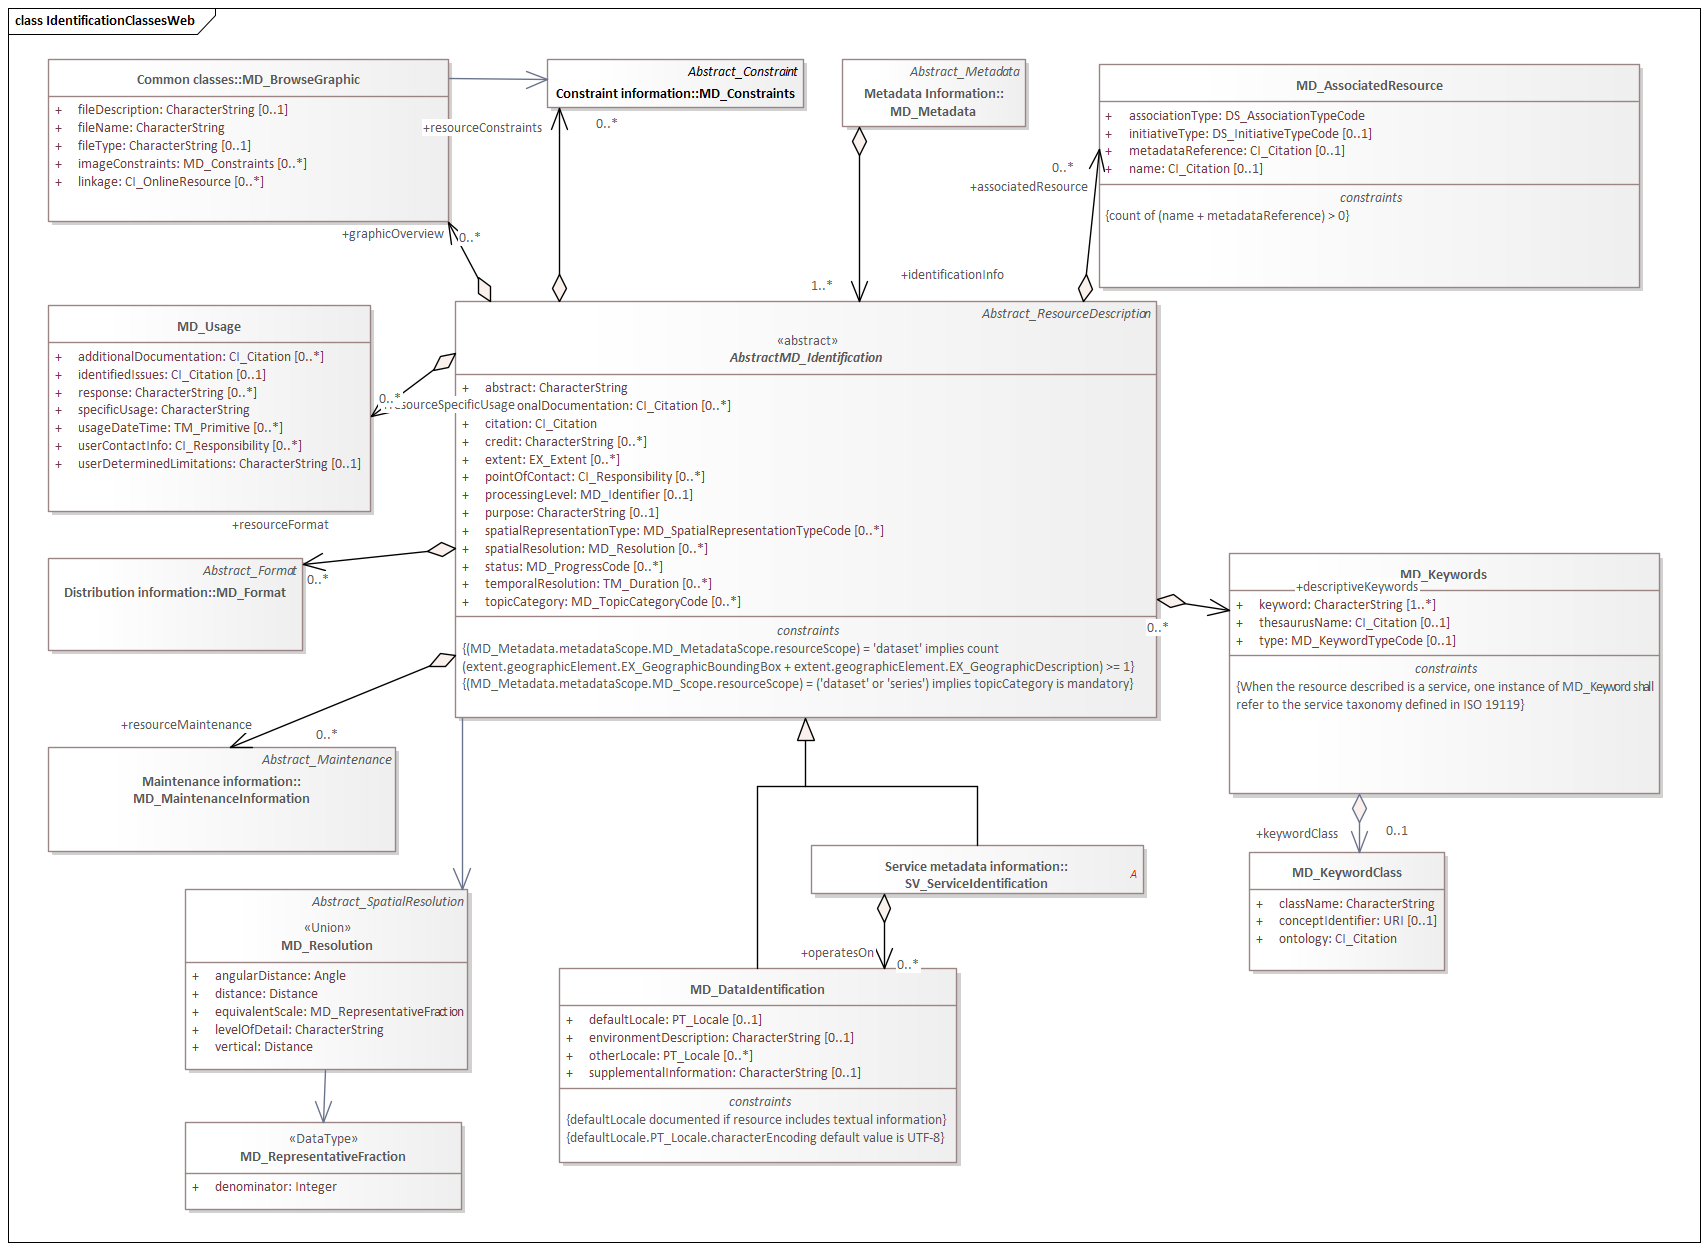 class IdentificationClassesWeb
Common classes::MD_BrowseGraphic
+ fileDescription: CharacterString [0..1]
+ fileName: CharacterString
+ fileType: CharacterString [0..1]
+ imageConstraints: MD_Constraints [0..*]
+ linkage: CI_OnlineResource [0..*]
Abstract_Constraint
Constraint information::MD_Constraints
+resourceConstraints
0..*
Abstract_Metadata
Metadata Information::
MD_Metadata
MD_AssociatedResource
+ associationType: DS_AssociationTypeCode
+ initiativeType: DS_InitiativeTypeCode [0..1]
+ metadataReference: CI_Citation [0..1]
+ name: CI_Citation [0..1]
constraints
{count of (name + metadataReference) > 0}
0..*
+associatedResource
+graphicOverview
0..*
+identificationInfo
1..*
MD_Usage
+ additionalDocumentation: CI_Citation [0..*]
+ identifiedIssues: CI_Citation [0..1]
+ response: CharacterString [0..*]
+ specificUsage: CharacterString
+ usageDateTime: TM_Primitive [0..*]
+ userContactInfo: CI_Responsibility [0..*]
+ userDeterminedLimitations: CharacterString [0..1]
0..*
esourceSpecificUsage
Abstract_ResourceDescription
«abstract»
AbstractMD_Identification
+ abstract: CharacterString
onalDocumentation: CI_Citation [0..*]
+ citation: CI_Citation
+ credit: CharacterString [0..*]
+ extent: EX_Extent [0..*]
+ pointOfContact: CI_Responsibility [0..*]
+ processingLevel: MD_Identifier [0..1]
+ purpose: CharacterString [0..1]
+ spatialRepresentationType: MD_SpatialRepresentationTypeCode [0..*]
+ spatialResolution: MD_Resolution [0..*]
+ status: MD_ProgressCode [0..*]
+ temporalResolution: TM_Duration [0..*]
+ topicCategory: MD_TopicCategoryCode [0..*]
constraints
{(MD_Metadata.metadataScope.MD_MetadataScope.resourceScope) = 'dataset' implies count
(extent.geographicElement.EX_GeographicBoundingBox + extent.geographicElement.EX_GeographicDescription) >= 1}
{(MD_Metadata.metadataScope.MD_Scope.resourceScope) = ('dataset' or 'series') implies topicCategory is mandatory}
+resourceFormat
0..*
Abstract_Format
Distribution information::MD_Format
+resourceMaintenance
0..*
Abstract_Maintenance
Maintenance information::
MD_MaintenanceInformation
MD_Keywords
+descriptiveKeywords
0..*
+ keyword: CharacterString [1..*]
+ thesaurusName: CI_Citation [0..1]
+ type: MD_KeywordTypeCode [0..1]
constraints
{When the resource described is a service, one instance of MD_Keyword shall
refer to the service taxonomy defined in ISO 19119}
+keywordClass
0..1
MD_KeywordClass
+ className: CharacterString
+ conceptIdentifier: URI [0..1]
+ ontology: CI_Citation
Service metadata information::
SV_ServiceIdentification
A
+operatesOn
0..*
Abstract_SpatialResolution
«Union»
MD_Resolution
+ angularDistance: Angle
+ distance: Distance
+ equivalentScale: MD_RepresentativeFraction
+ levelOfDetail: CharacterString
+ vertical: Distance
«DataType»
MD_RepresentativeFraction
+ denominator: Integer
MD_DataIdentification
+ defaultLocale: PT_Locale [0..1]
+ environmentDescription: CharacterString [0..1]
+ otherLocale: PT_Locale [0..*]
+ supplementalInformation: CharacterString [0..1]
constraints
{defaultLocale documented if resource includes textual information}
{defaultLocale.PT_Locale.characterEncoding default value is UTF-8}